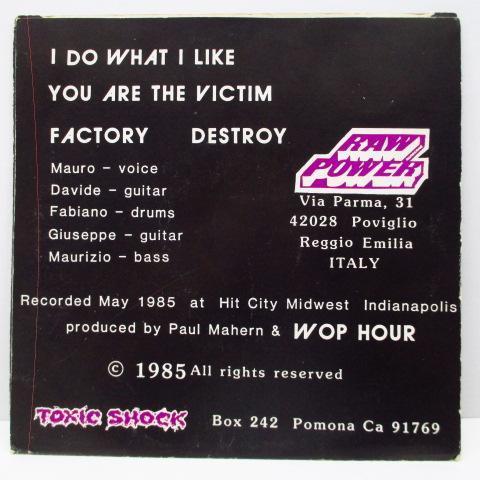 I DO WHAT I LIKE
YOU ARE THE VICTIM
FACTORY DESTROY
Mauro – voice
Davide – guitar
Fabiano – drums
Giuseppe – guitar
Maurizio – bass
RAW POWER
Via Parma, 31
42028 Poviglio
Reggio Emilia
ITALY
Recorded May 1985 at Hit City Midwest Indianapolis
produced by Paul Mahern & WOP HOUR
© 1985 All rights reserved
TOXIC SHOCK Box 242 Pomona Ca 91769